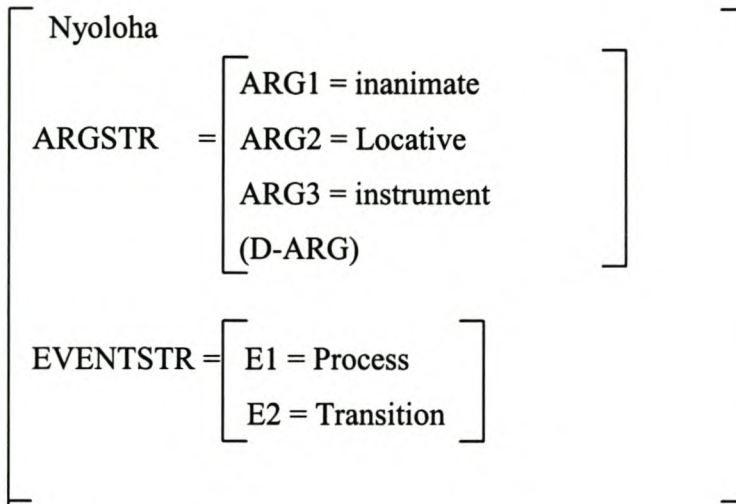 Nyoloha
ARG1 = inanimate
ARGSTR = ARG2 = Locative
ARG3 = instrument
(D-ARG)
EVENTSTR = E1 = Process
E2 = Transition